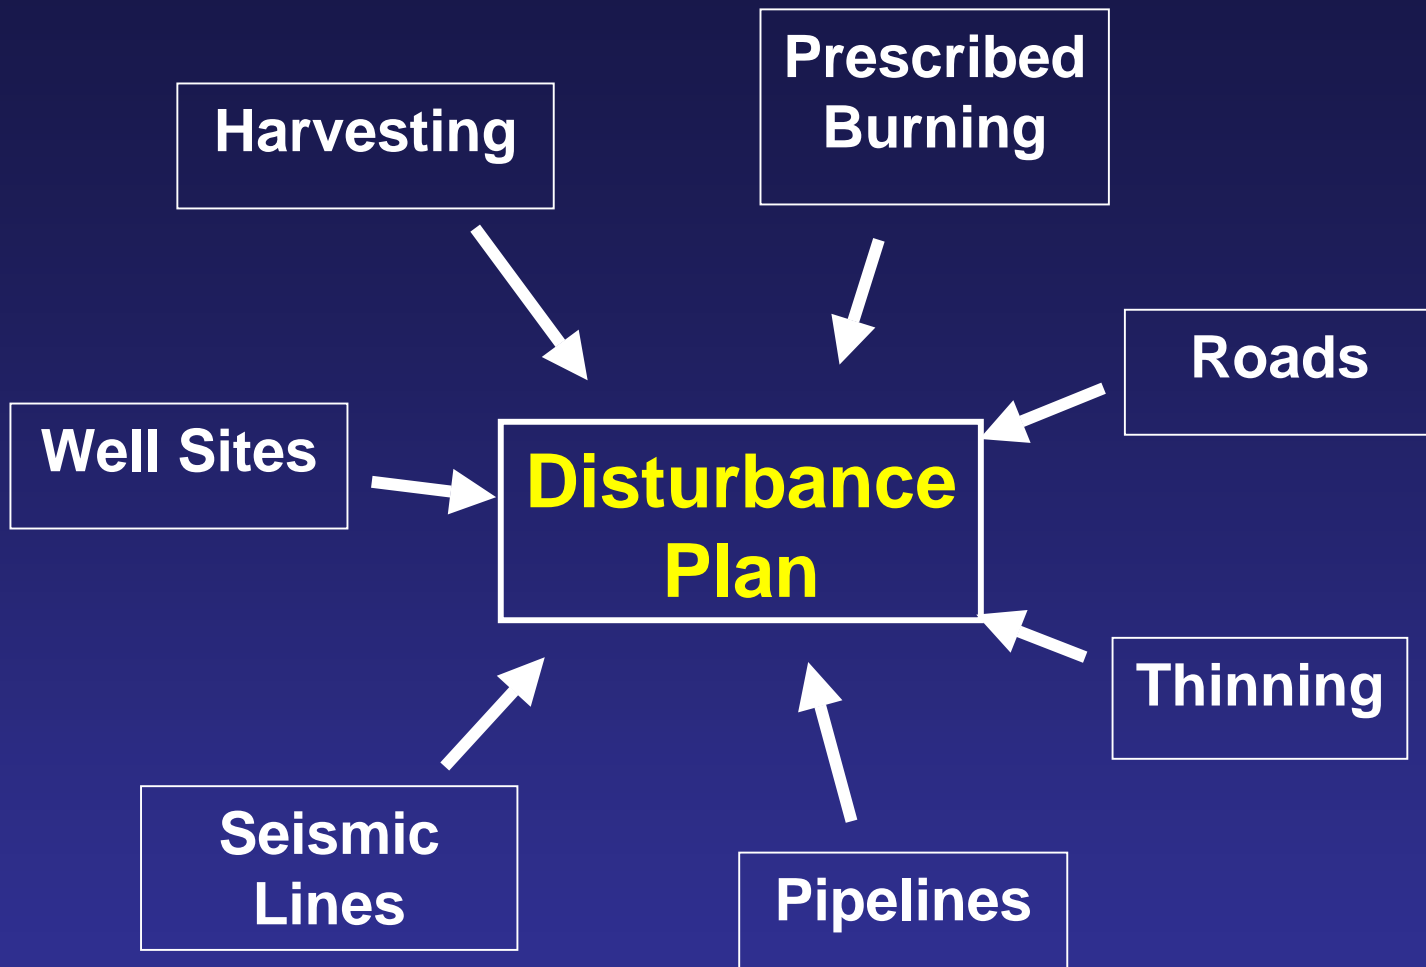 Prescribed
Burning
Harvesting
Roads
Well Sites
Disturbance
Plan
Thinning
Seismic
Lines
Pipelines